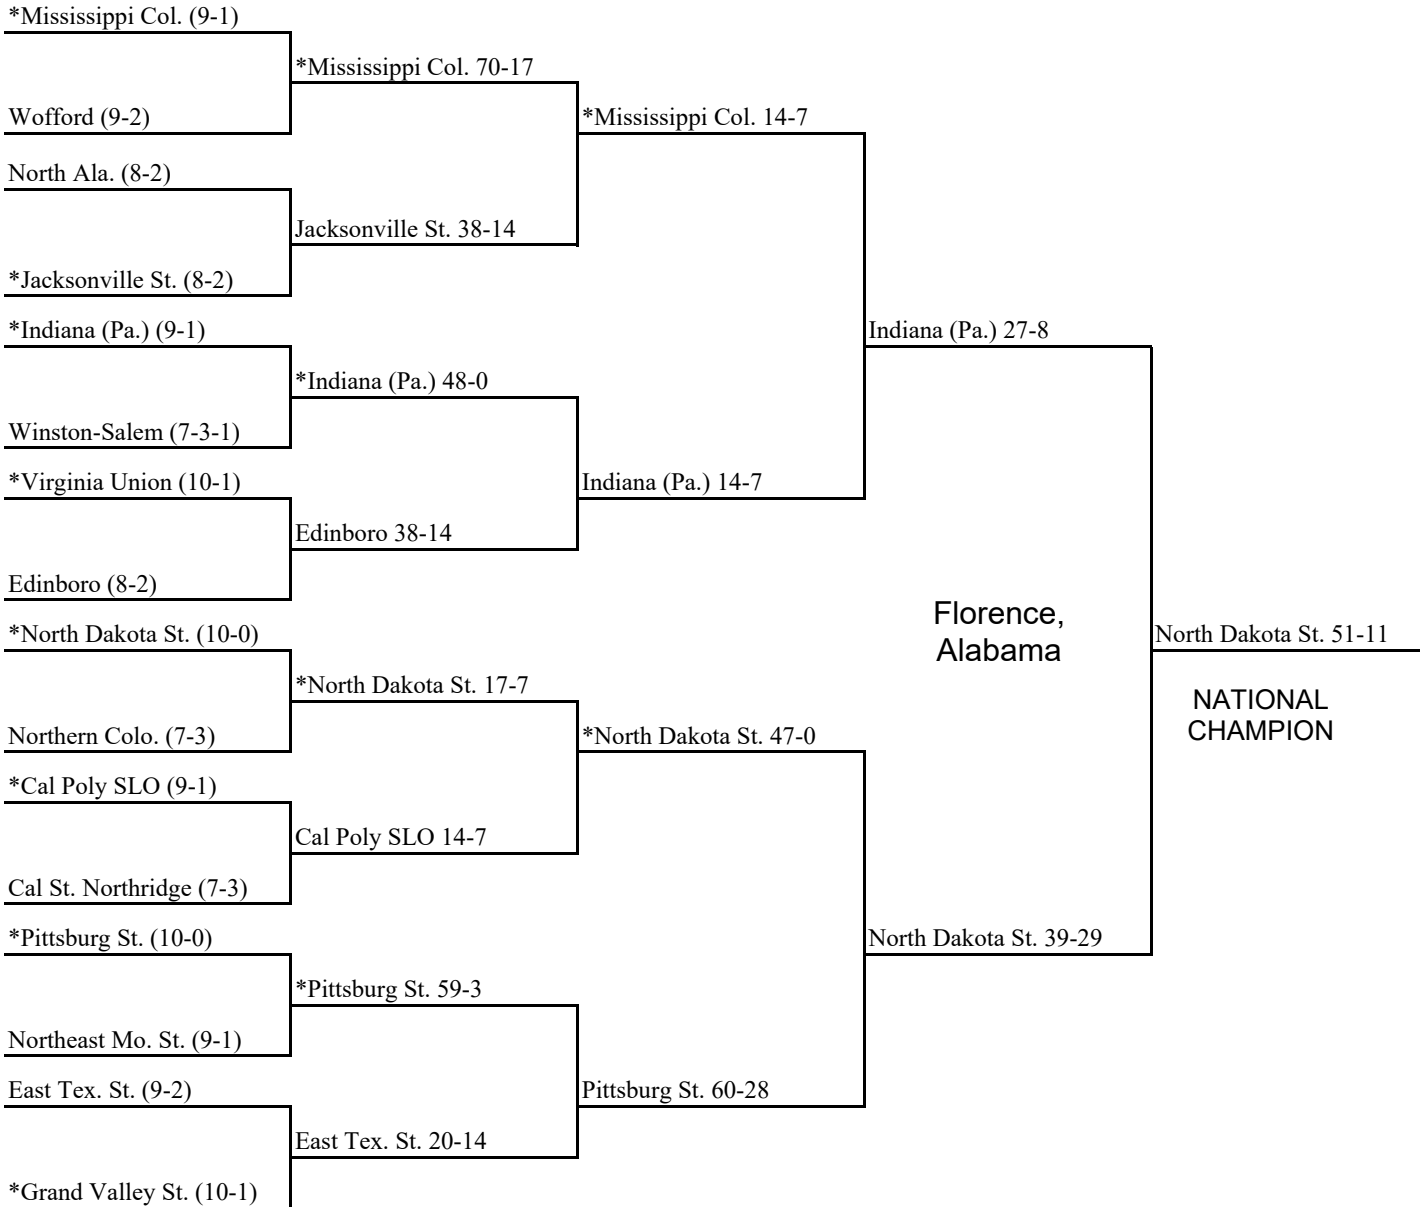 *Mississippi Col. (9-1)
*Mississippi Col. 70-17
Wofford (9-2)
*Mississippi Col. 14-7
North Ala. (8-2)
Jacksonville St. 38-14
*Jacksonville St. (8-2)
*Indiana (Pa.) (9-1)
Indiana (Pa.) 27-8
*Indiana (Pa.) 48-0
Winston-Salem (7-3-1)
*Virginia Union (10-1)
Indiana (Pa.) 14-7
Edinboro 38-14
Edinboro (8-2)
Florence,
Alabama
*North Dakota St. (10-0)
North Dakota St. 51-11
NATIONAL
CHAMPION
*North Dakota St. 17-7
Northern Colo. (7-3)
*North Dakota St. 47-0
*Cal Poly SLO (9-1)
Cal Poly SLO 14-7
Cal St. Northridge (7-3)
*Pittsburg St. (10-0)
North Dakota St. 39-29
*Pittsburg St. 59-3
Northeast Mo. St. (9-1)
East Tex. St. (9-2)
Pittsburg St. 60-28
East Tex. St. 20-14
*Grand Valley St. (10-1)